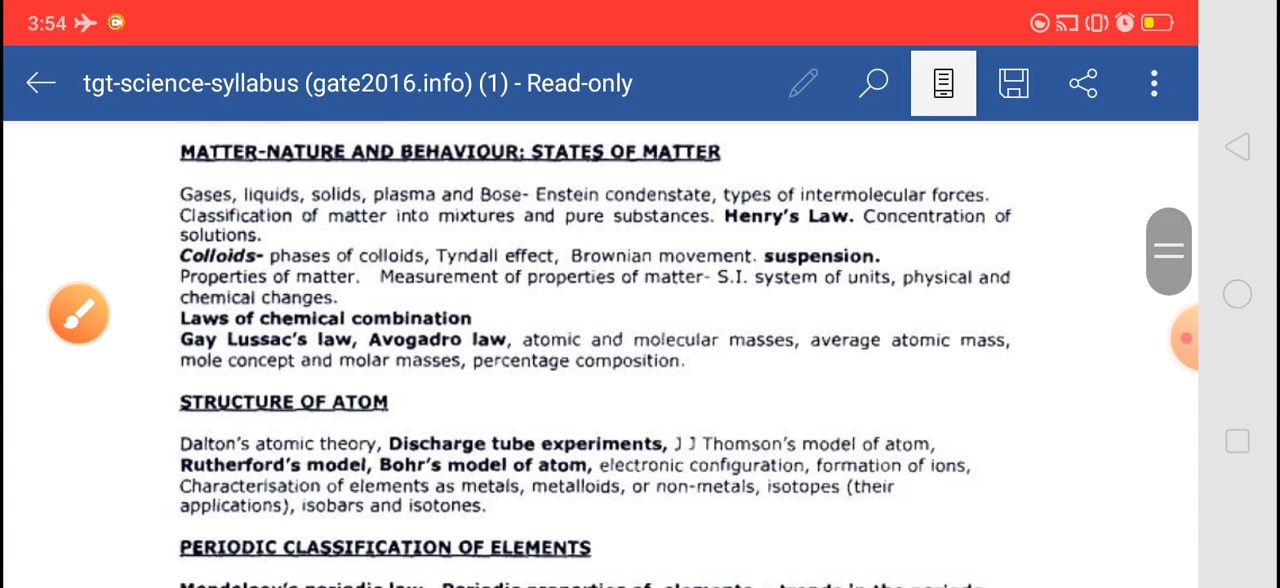 3:54
tgt-science-syllabus (gate2016.info) (1) - Read-only
MATTER-NATURE AND BEHAVIOUR; STATES OF MATTER
Gases, liquids, solids, plasma and Bose- Enstein condenstate, types of intermolecular forces.
Classification of matter into mixtures and pure substances. Henry's Law. Concentration of
solutions.
Colloids- phases of colloids, Tyndall effect, Brownian movement. suspension.
Properties of matter. Measurement of properties of matter- S.I. system of units, physical and
chemical changes.
Laws of chemical combination
Gay Lussac's law, Avogadro law, atomic and molecular masses, average atomic mass,
mole concept and molar masses, percentage composition.
STRUCTURE OF ATOM
Dalton's atomic theory, Discharge tube experiments, J J Thomson's model of atom,
Rutherford's model, Bohr's model of atom, electronic configuration, formation of ions,
Characterisation of elements as metals, metalloids, or non-metals, isotopes (their
applications), isobars and isotones.
PERIODIC CLASSIFICATION OF ELEMENTS